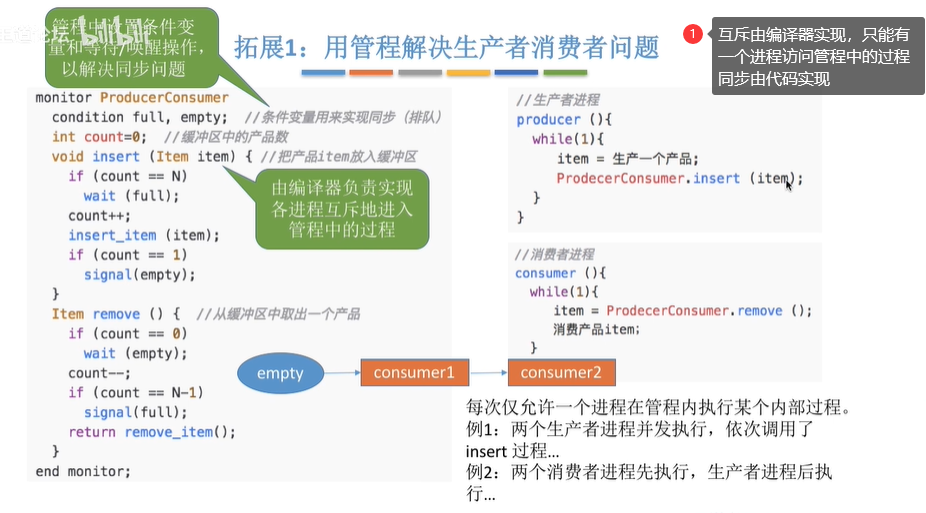 管程中设置条件变
量和等待/唤醒操作，
以解决同步问题
bilibili
拓展1：用管程解决生产者消费者问题
1
互斥由编译器实现，只能有
一个进程访问管程中的过程
同步由代码实现
monitor ProducerConsumer
condition full, empty; //条件变量用来实现同步（排队）
int count=0; //缓冲区中的产品数
void insert (Item item) { //把产品item放入缓冲区
if (count == N)
wait (full);
count++;
insert_item (item);
if (count == 1)
signal(empty);
}
Item remove () { //从缓冲区中取出一个产品
if (count == 0)
wait (empty);
count--;
if (count == N-1)
signal(full);
return remove_item();
}
end monitor;
由编译器负责实现
各进程互斥地进入
管程中的过程
//生产者进程
producer (){
while(1){
item = 生产一个产品;
ProdecerConsumer.insert (item);
}
}
//消费者进程
consumer (){
while(1){
item = ProdecerConsumer.remove ();
消费产品item;
}
empty
consumer1
consumer2
每次仅允许一个进程在管程内执行某个内部过程。
例1：两个生产者进程并发执行，依次调用了
insert 过程...
例2：两个消费者进程先执行，生产者进程后执
行...